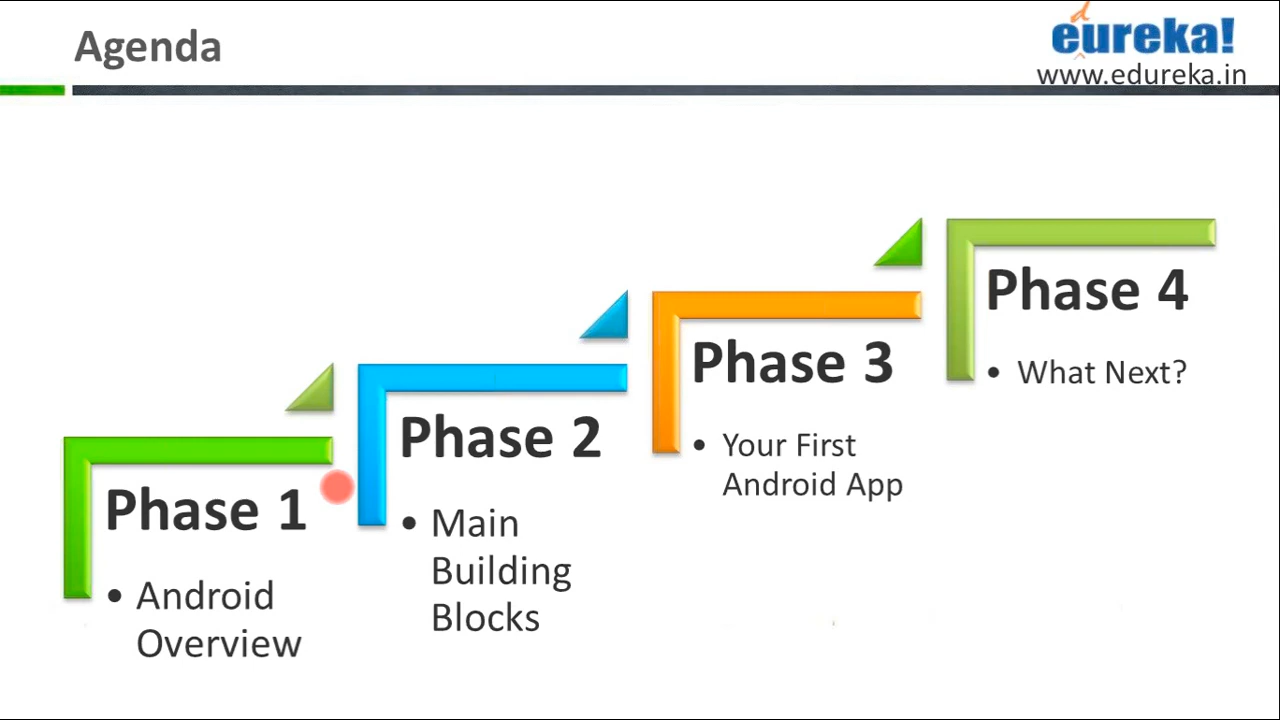 Agenda
edureka!
www.edureka.in
Phase 1
• Android
Overview
Phase 2
• Main
Building
Blocks
Phase 3
• Your First
Android App
Phase 4
• What Next?